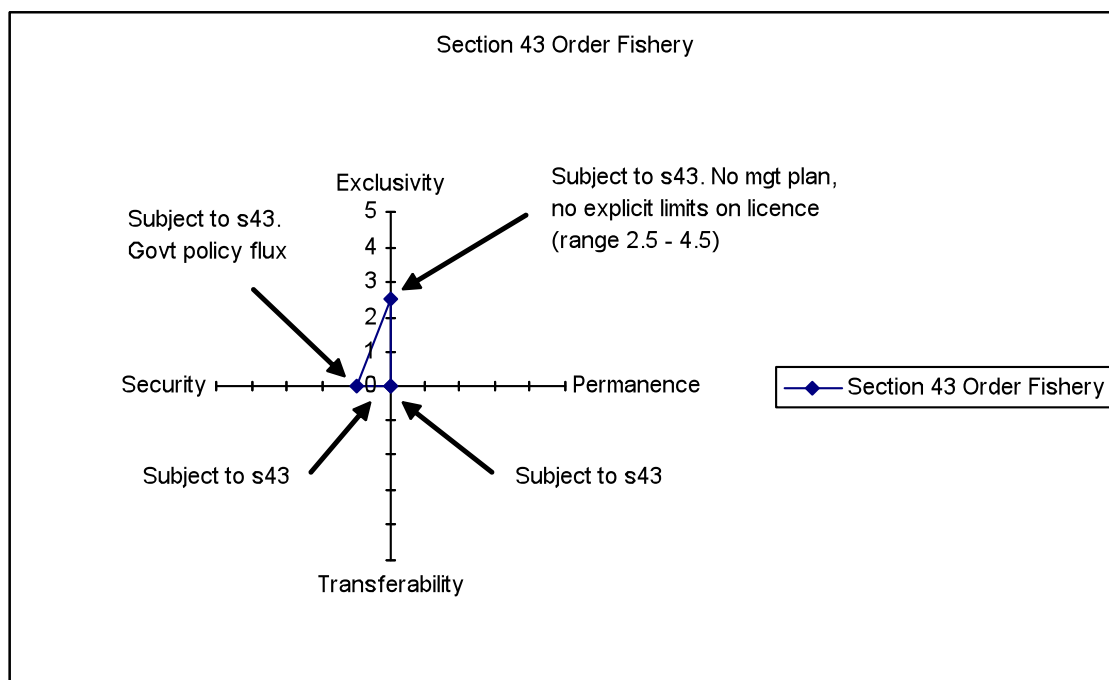 Section 43 Order Fishery
Subject to s43. No mgt plan,
no explicit limits on licence
(range 2.5 - 4.5)
Exclusivity
Subject to s43.
Govt policy flux
5
4
3
2
1
0
Security
Permanence
Section 43 Order Fishery
Subject to s43
Subject to s43
Transferability